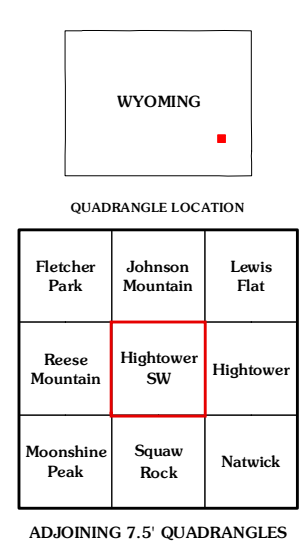 WYOMING
QUADRANGLE LOCATION
Fletcher
Park
Johnson
Mountain
Lewis
Flat
Reese
Mountain
Hightower
SW
Hightower
Moonshine
Peak
Squaw
Rock
Natwick
ADJOINING 7.5' QUADRANGLES